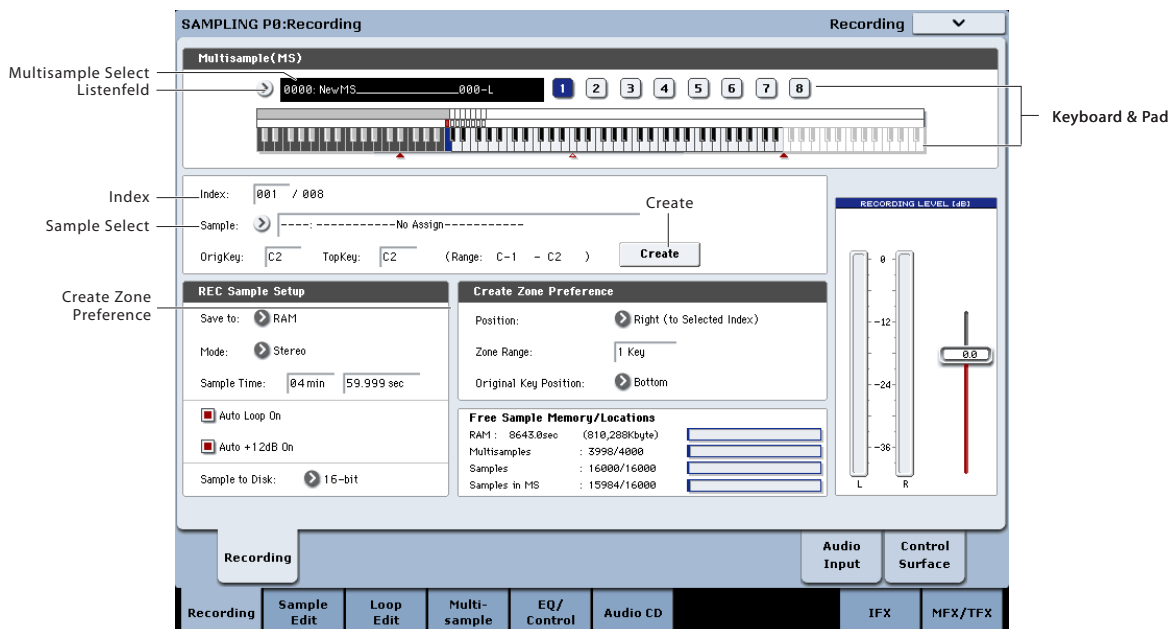 SAMPLING P0:Recording
Recording
Multisample(MS)
Multisample Select
Listenfeld
0000: NewMS________________000-L
1 2 3 4 5 6 7 8
Keyboard & Pad
Index
Index: 001 / 008
Sample Select
Sample: ----: ------------No Assign------------
Create
OrigKey: C2 TopKey: C2 (Range: C-1 - C2 )
Create
Create Zone
Preference
REC Sample Setup
Save to: RAM
Mode: Stereo
Sample Time: 04 min 59.999 sec
Auto Loop On
Auto +12dB On
Sample to Disk: 16-bit
Create Zone Preference
Position: Right (to Selected Index)
Zone Range: 1 Key
Original Key Position: Bottom
Free Sample Memory/Locations
RAM : 8643.0sec (810,288Kbyte)
Multisamples : 3998/4000
Samples : 16000/16000
Samples in MS : 15984/16000
RECORDING LEVEL [dB]
0
-12
-24
-36
L R
0.0
Recording
Audio
Input
Control
Surface
Recording
Sample
Edit
Loop
Edit
Multi-
sample
EQ/
Control
Audio CD
IFX
MFX/TFX